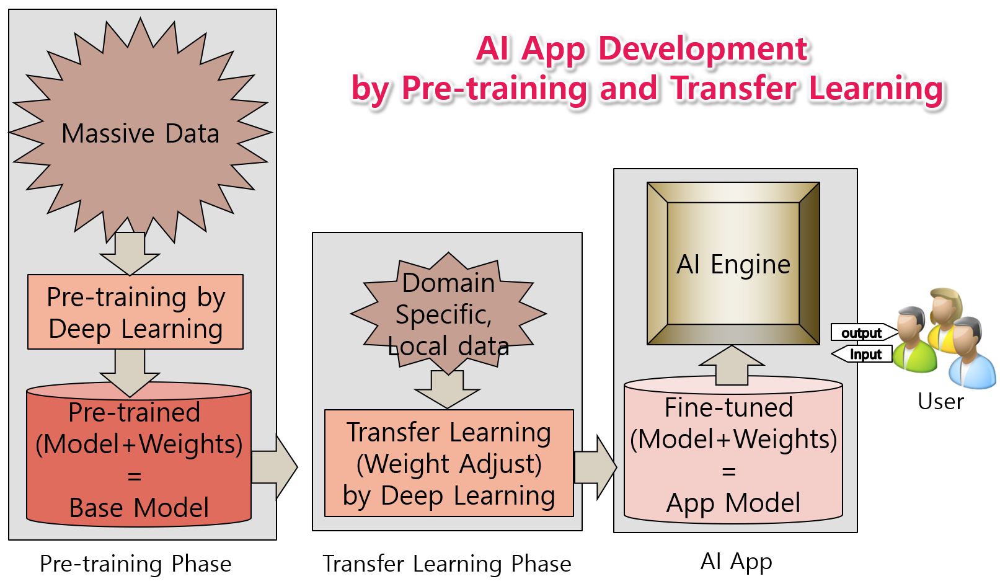 AI App Development
by Pre-training and Transfer Learning
Massive Data
Pre-training by
Deep Learning
Pre-trained
(Model+Weights)
=
Base Model
Pre-training Phase
Domain
Specific,
Local data
Transfer Learning
(Weight Adjust)
by Deep Learning
Transfer Learning Phase
AI Engine
Fine-tuned
(Model+Weights)
=
App Model
AI App
output
Input
User